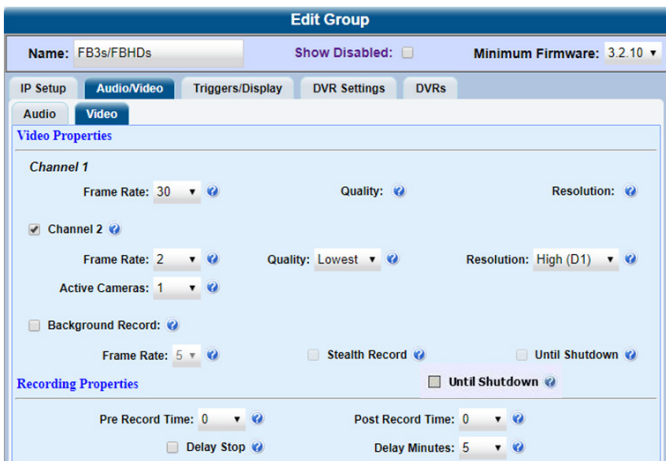 Edit Group
Name: FB3s/FBHDs Show Disabled: Minimum Firmware: 3.2.10
IP Setup Audio/Video Triggers/Display DVR Settings DVRs
Audio Video
Video Properties
Channel 1
Frame Rate: 30 Quality: Resolution:
Channel 2
Frame Rate: 2 Quality: Lowest Resolution: High (D1)
Active Cameras: 1
Background Record:
Frame Rate: 5 Stealth Record Until Shutdown
Recording Properties Until Shutdown
Pre Record Time: 0 Post Record Time: 0
Delay Stop Delay Minutes: 5